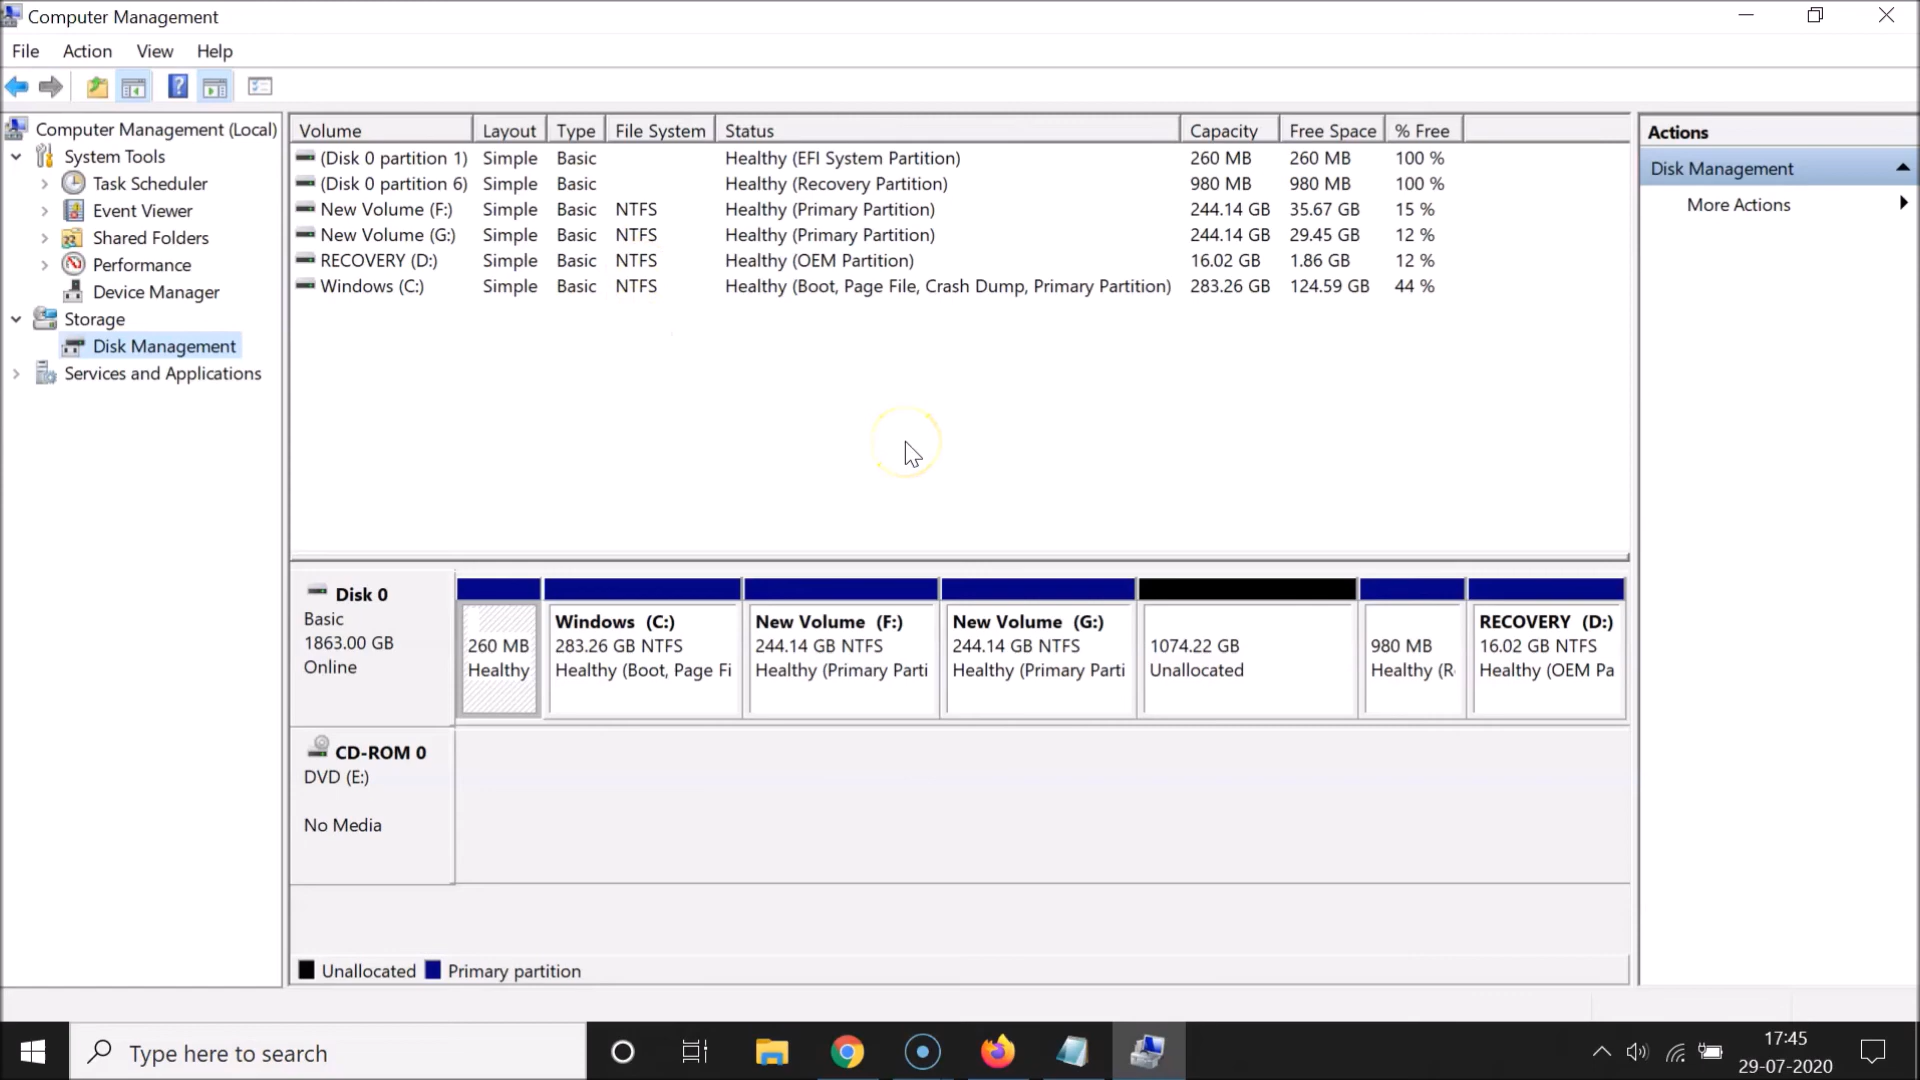 Computer Management
File Action View Help
Computer Management (Local)
System Tools
Task Scheduler
Event Viewer
Shared Folders
Performance
Device Manager
Storage
Disk Management
Services and Applications
Volume Layout Type File System Status Capacity Free Space % Free
(Disk 0 partition 1) Simple Basic Healthy (EFI System Partition) 260 MB 260 MB 100 %
(Disk 0 partition 6) Simple Basic Healthy (Recovery Partition) 980 MB 980 MB 100 %
New Volume (F:) Simple Basic NTFS Healthy (Primary Partition) 244.14 GB 35.67 GB 15 %
New Volume (G:) Simple Basic NTFS Healthy (Primary Partition) 244.14 GB 29.45 GB 12 %
RECOVERY (D:) Simple Basic NTFS Healthy (OEM Partition) 16.02 GB 1.86 GB 12 %
Windows (C:) Simple Basic NTFS Healthy (Boot, Page File, Crash Dump, Primary Partition) 283.26 GB 124.59 GB 44 %
Actions
Disk Management
More Actions
Disk 0
Basic
1863.00 GB
Online
260 MB
Healthy
Windows (C:)
283.26 GB NTFS
Healthy (Boot, Page Fi
New Volume (F:)
244.14 GB NTFS
Healthy (Primary Parti
New Volume (G:)
244.14 GB NTFS
Healthy (Primary Parti
1074.22 GB
Unallocated
980 MB
Healthy (R
RECOVERY (D:)
16.02 GB NTFS
Healthy (OEM Pa
CD-ROM 0
DVD (E:)
No Media
Unallocated Primary partition
Type here to search
17:45
29-07-2020